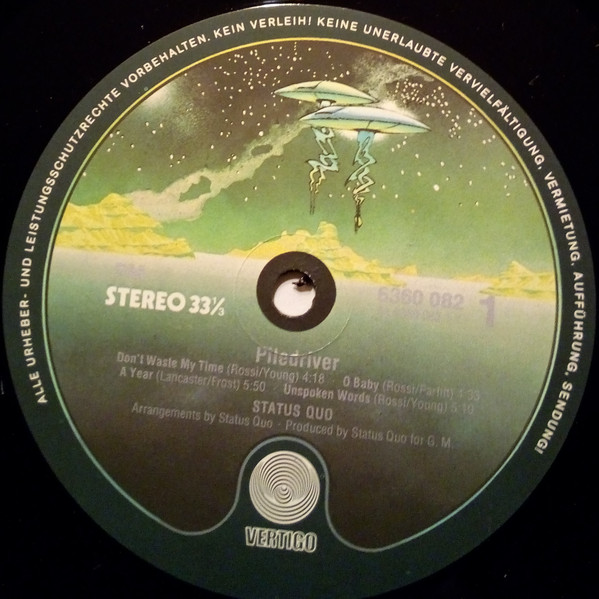 ALLE URHEBER- UND LEISTUNGSSCHUTZRECHTE VORBEHALTEN. KEIN VERLEIH! KEINE UNERLAUBTE VERVIELFÄLTIGUNG, VERMIETUNG, AUFFÜHRUNG, SENDUNG!
STEREO 33⅓
6360 082 1
Piledriver
Don't Waste My Time (Rossi/Young) 4:18 O Baby (Rossi/Parfitt) 4:39
A Year (Lancaster/Frost) 5:50 Unspoken Words (Rossi/Young) 5:10
STATUS QUO
Arrangements by Status Quo - Produced by Status Quo for G. M.
VERTIGO